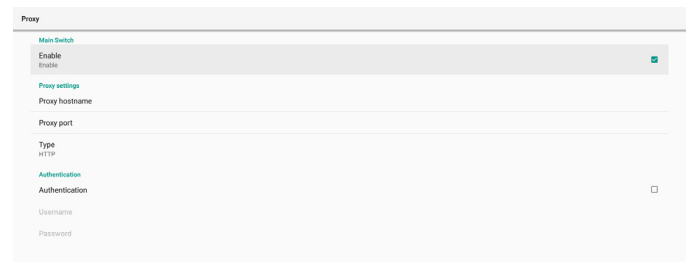 Proxy
Main Switch
Enable
Enable
Proxy settings
Proxy hostname
Proxy port
Type
HTTP
Authentication
Authentication
Username
Password